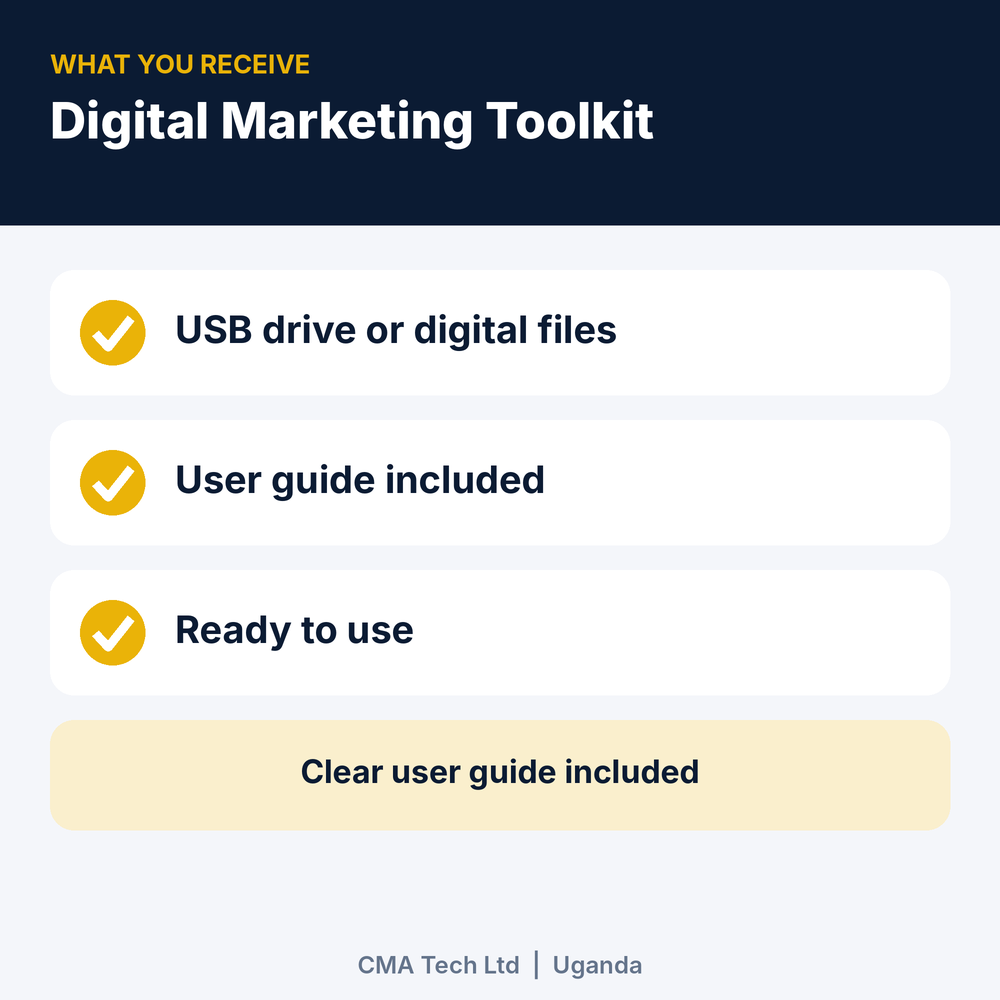 WHAT YOU RECEIVE
Digital Marketing Toolkit
USB drive or digital files
User guide included
Ready to use
Clear user guide included
CMA Tech Ltd | Uganda